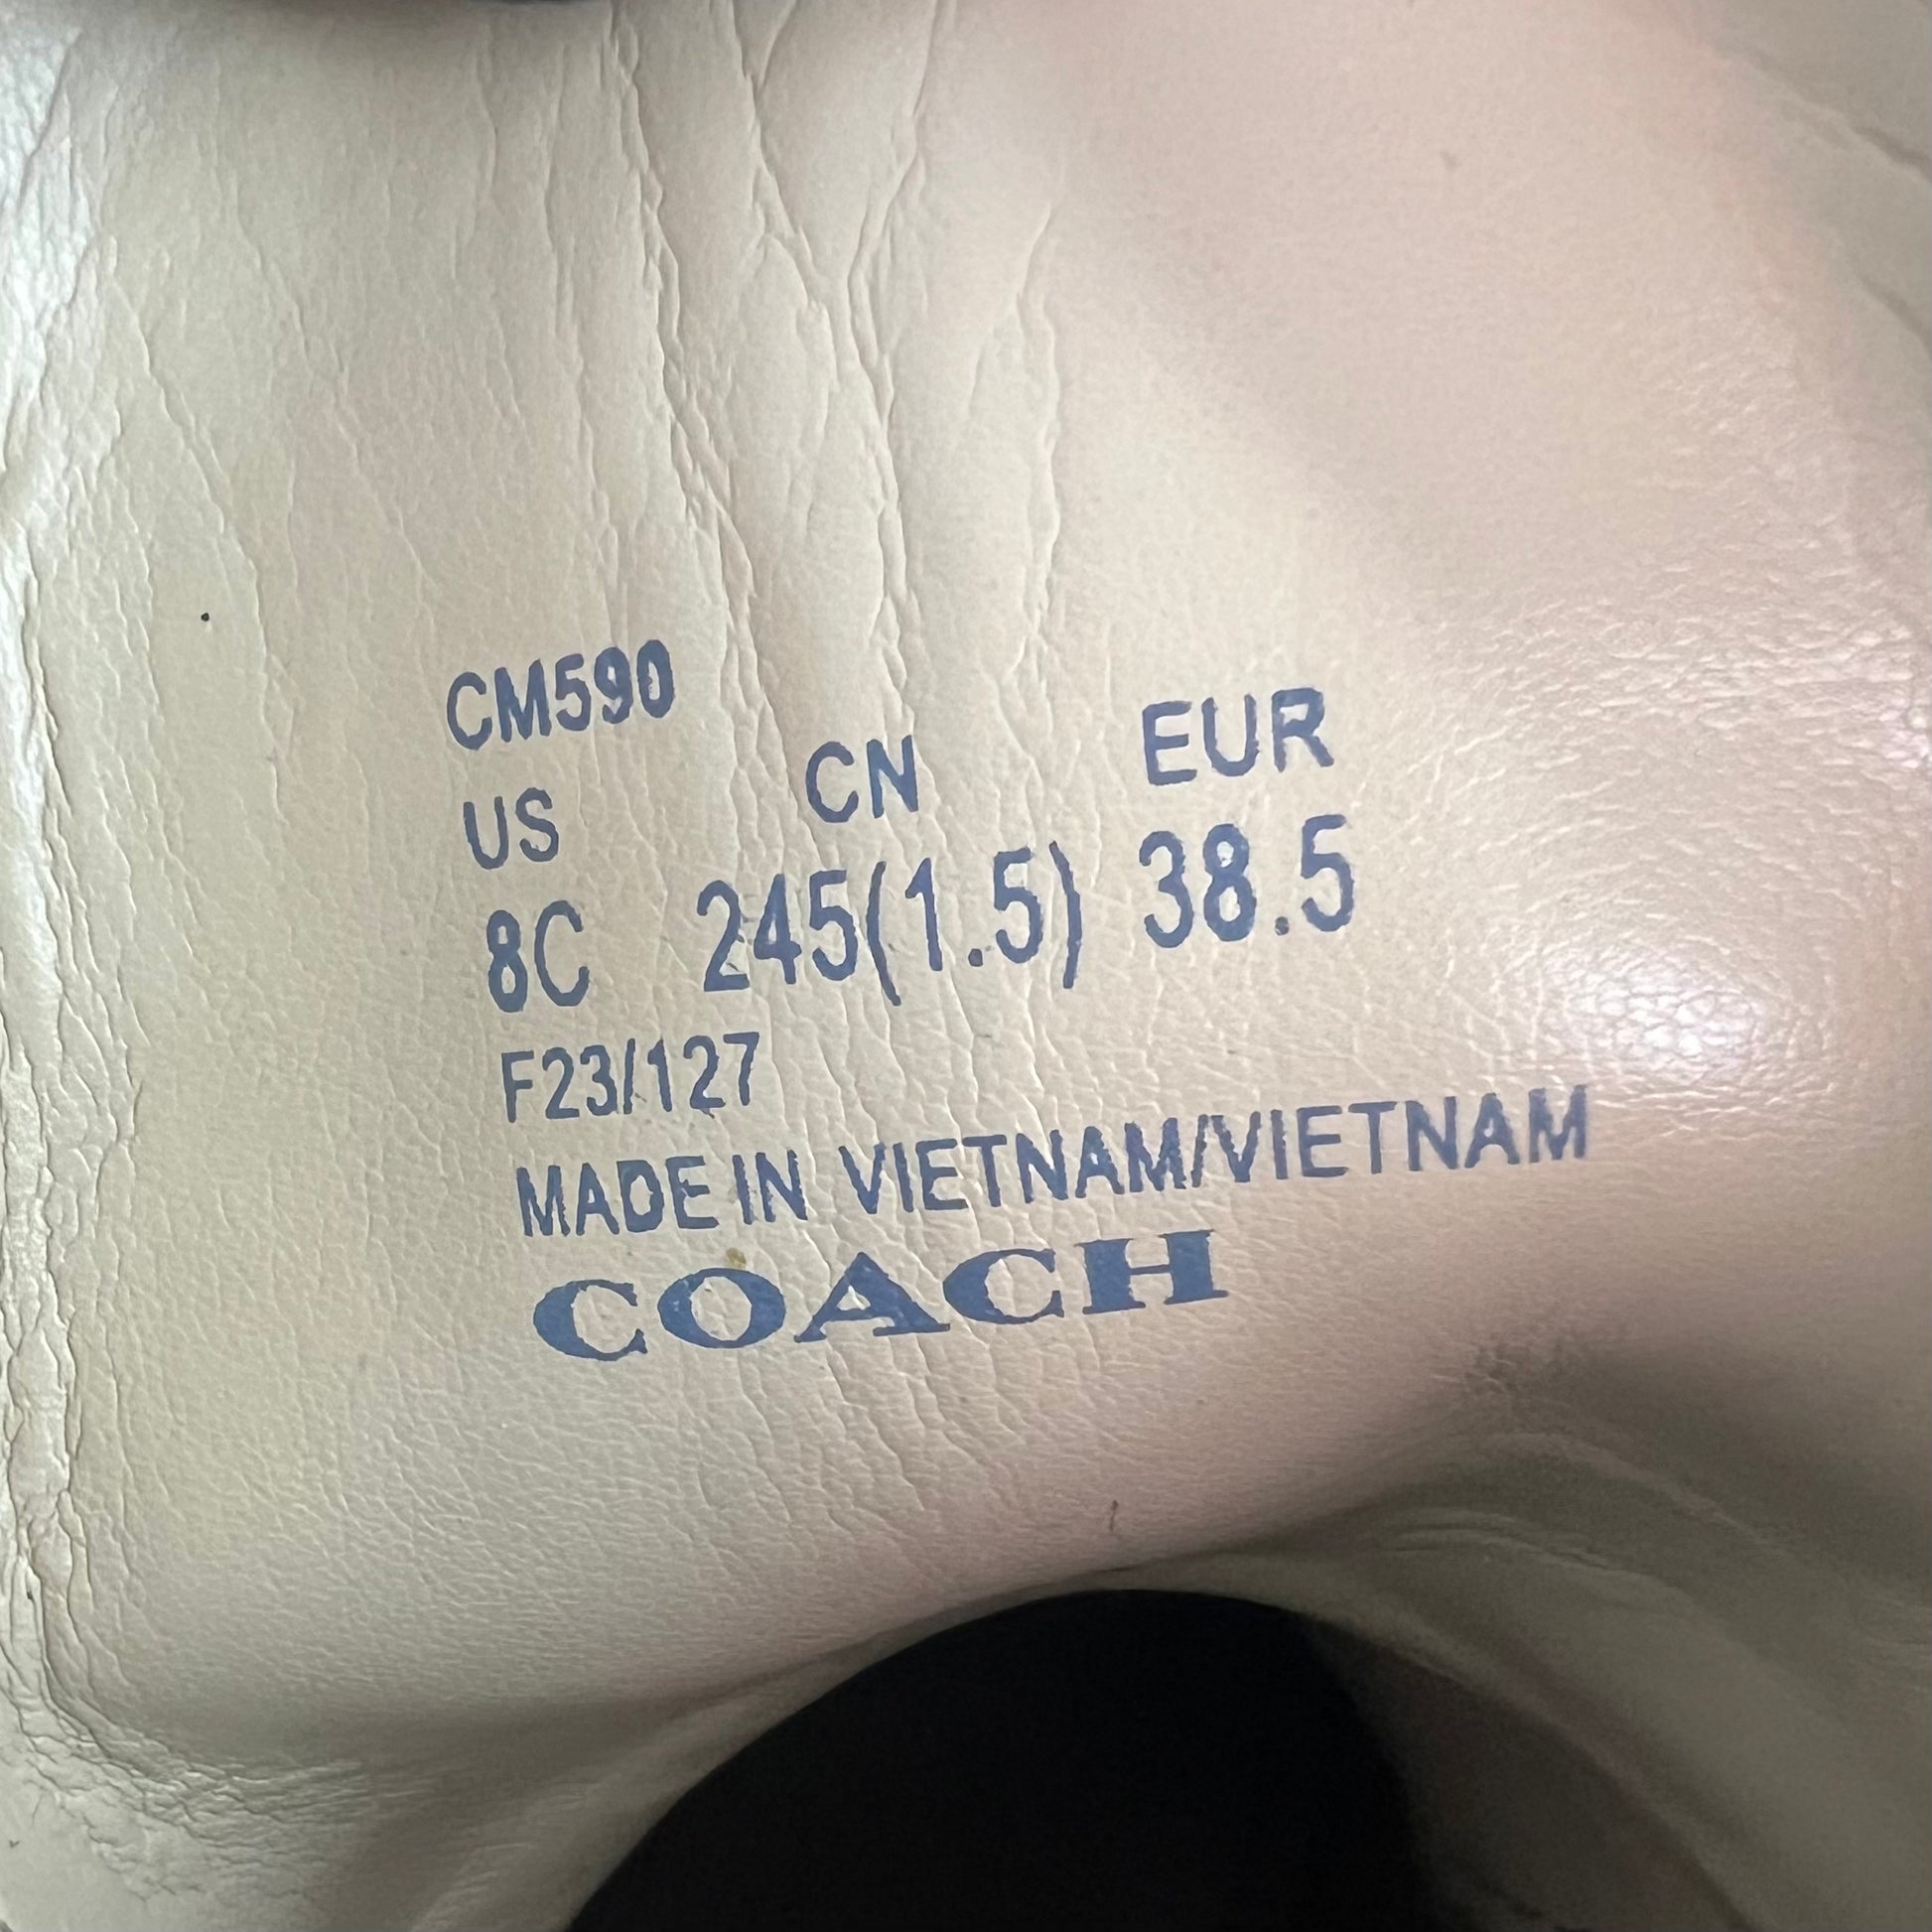 CM590
US CN EUR
8C 245(1.5) 38.5
F23/127
MADE IN VIETNAM/VIETNAM
COACH